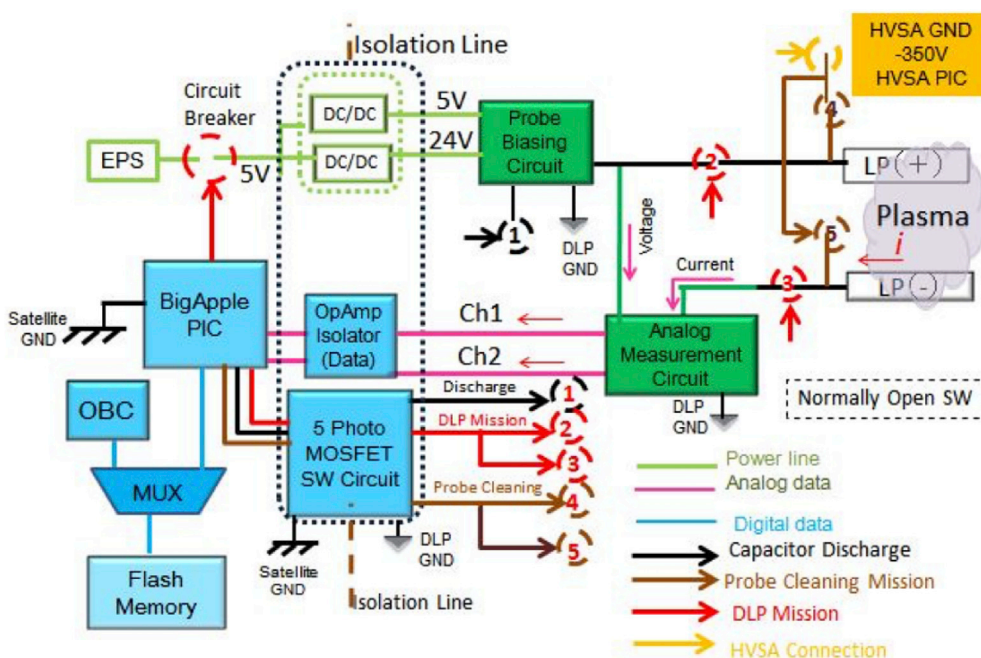 Isolation Line
HVSA GND
-350V
HVSA PIC
Circuit
Breaker
EPS
5V
DC/DC
DC/DC
5V
24V
Probe
Biasing
Circuit
1
DLP
GND
Voltage
2
4
LP(+)
Plasma
i
5
Current
3
LP(-)
BigApple
PIC
Satellite
GND
OpAmp
Isolator
(Data)
Ch1
Ch2
Analog
Measurement
Circuit
DLP
GND
Normally Open SW
OBC
MUX
Flash
Memory
5 Photo
MOSFET
SW Circuit
Discharge
1
DLP Mission
2
3
Probe Cleaning
4
5
Satellite
GND
DLP
GND
Isolation Line
Power line
Analog data
Digital data
Capacitor Discharge
Probe Cleaning Mission
DLP Mission
HVSA Connection